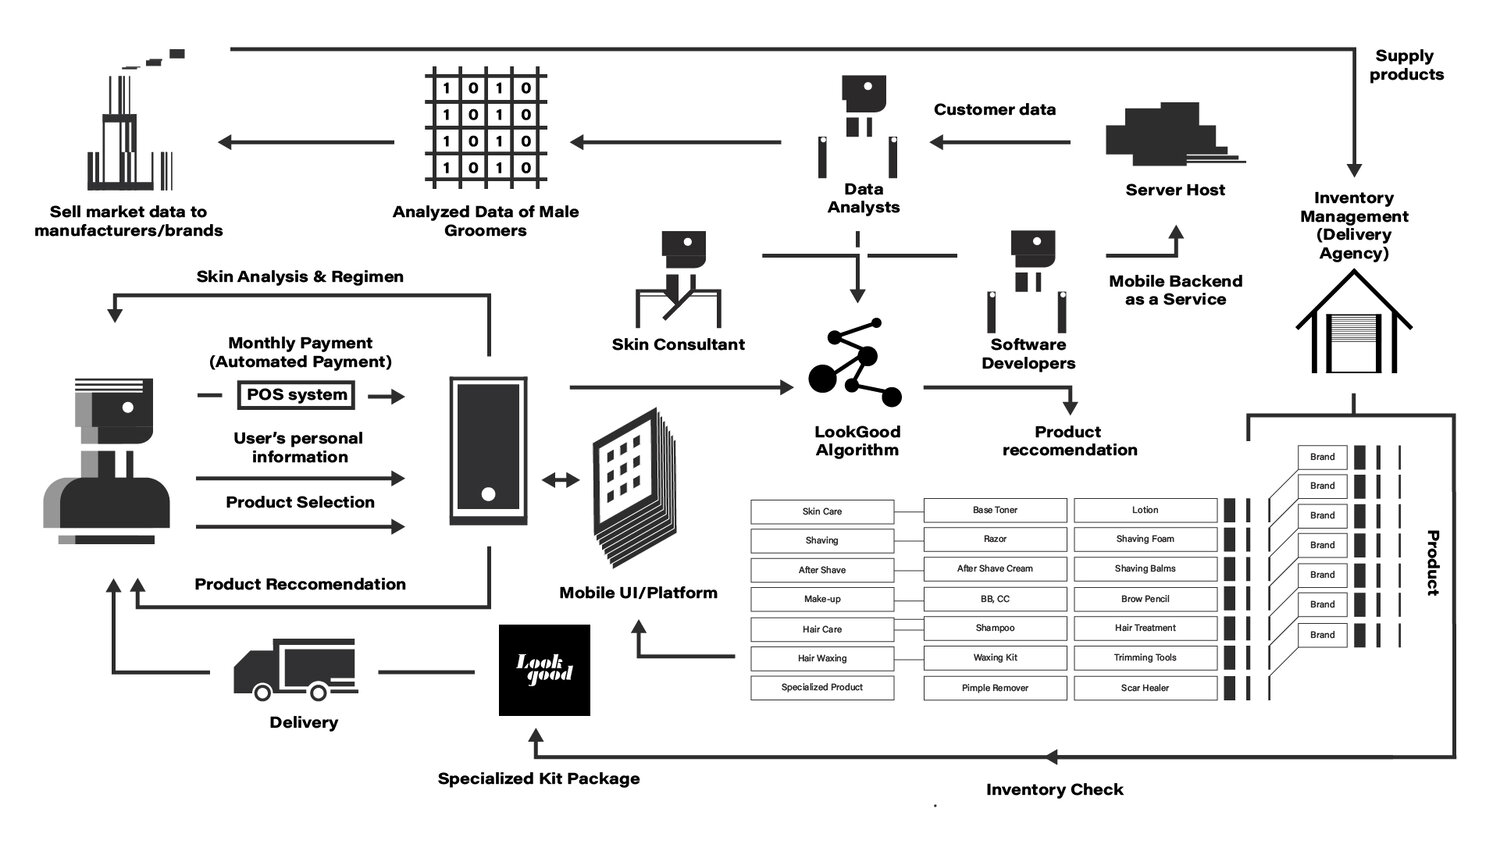 Supply
products
1 0 1 0
1 0 1 0
1 0 1 0
1 0 1 0
Customer data
Sell market data to
manufacturers/brands
Analyzed Data of Male
Groomers
Data
Analysts
Server Host
Inventory
Management
(Delivery
Agency)
Skin Analysis & Regimen
Mobile Backend
as a Service
Skin Consultant
Software
Developers
Monthly Payment
(Automated Payment)
POS system
User's personal
information
Product Selection
LookGood
Algorithm
Product
reccomendation
Product Reccomendation
Mobile UI/Platform
Skin Care
Base Toner
Lotion
Shaving
Razor
Shaving Foam
After Shave
After Shave Cream
Shaving Balms
Make-up
BB, CC
Brow Pencil
Hair Care
Shampoo
Hair Treatment
Hair Waxing
Waxing Kit
Trimming Tools
Specialized Product
Pimple Remover
Scar Healer
Brand
Brand
Brand
Brand
Brand
Brand
Brand
Product
Look
good
Delivery
Specialized Kit Package
Inventory Check